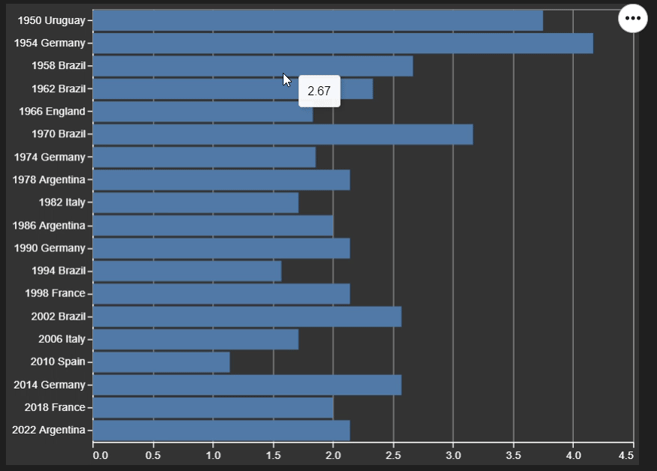 1950 Uruguay
1954 Germany
1958 Brazil
1962 Brazil
2.67
1966 England
1970 Brazil
1974 Germany
1978 Argentina
1982 Italy
1986 Argentina
1990 Germany
1994 Brazil
1998 France
2002 Brazil
2006 Italy
2010 Spain
2014 Germany
2018 France
2022 Argentina
0.0 0.5 1.0 1.5 2.0 2.5 3.0 3.5 4.0 4.5